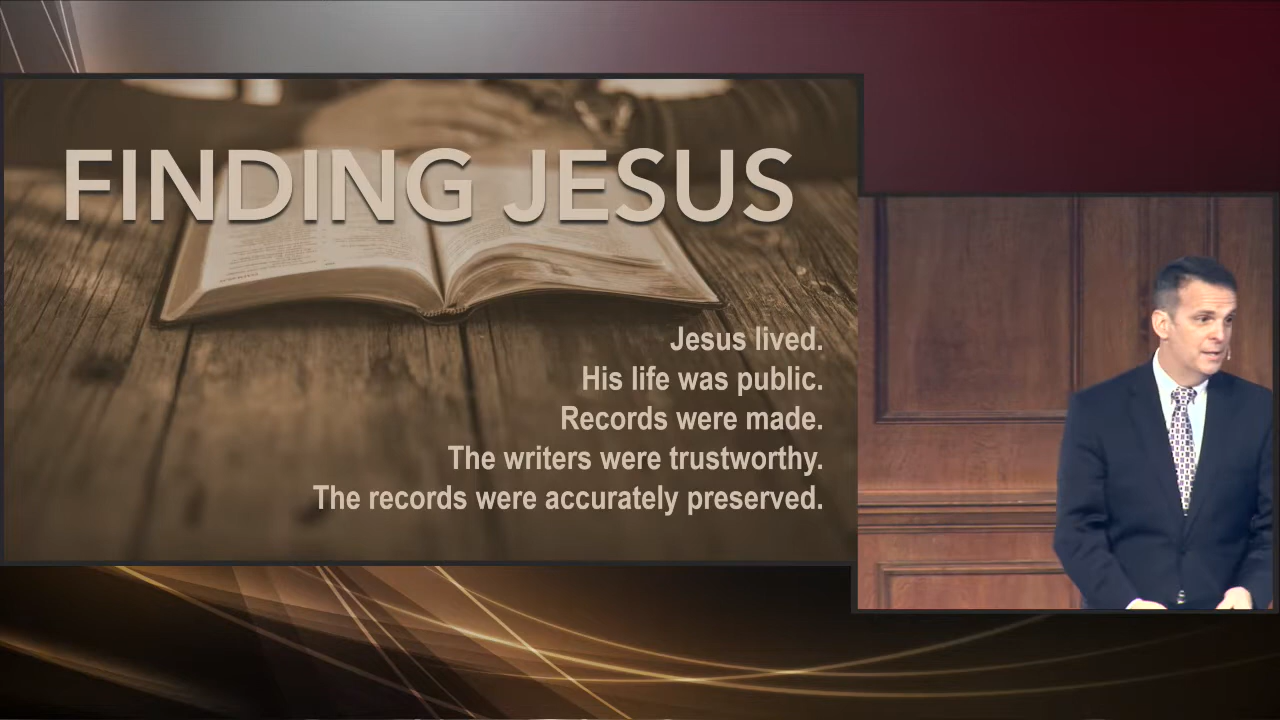 FINDING JESUS
Jesus lived.
His life was public.
Records were made.
The writers were trustworthy.
The records were accurately preserved.